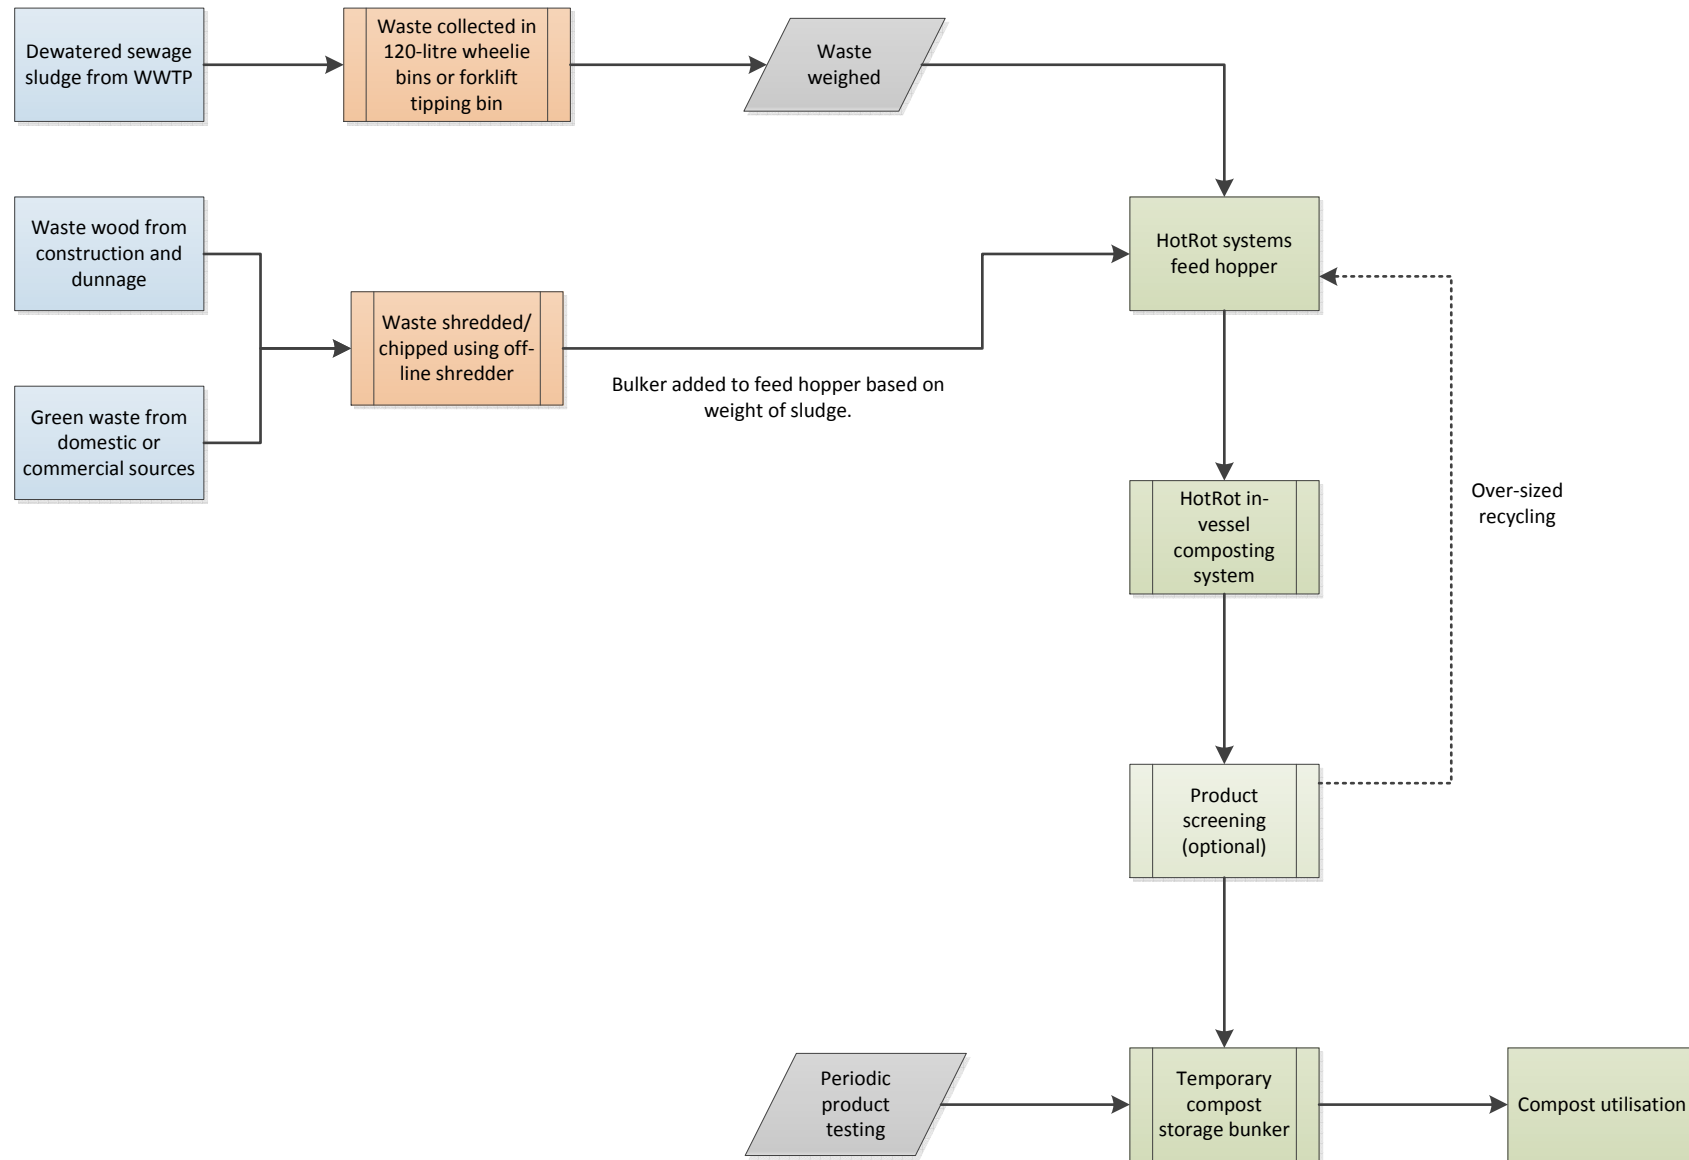 Dewatered sewage
sludge from WWTP
Waste collected in
120-litre wheelie
bins or forklift
tipping bin
Waste
weighed
Waste wood from
construction and
dunnage
HotRot systems
feed hopper
Waste shredded/
chipped using off-
line shredder
Bulker added to feed hopper based on
weight of sludge.
Green waste from
domestic or
commercial sources
HotRot in-
vessel
composting
system
Over-sized
recycling
Product
screening
(optional)
Periodic
product
testing
Temporary
compost
storage bunker
Compost utilisation